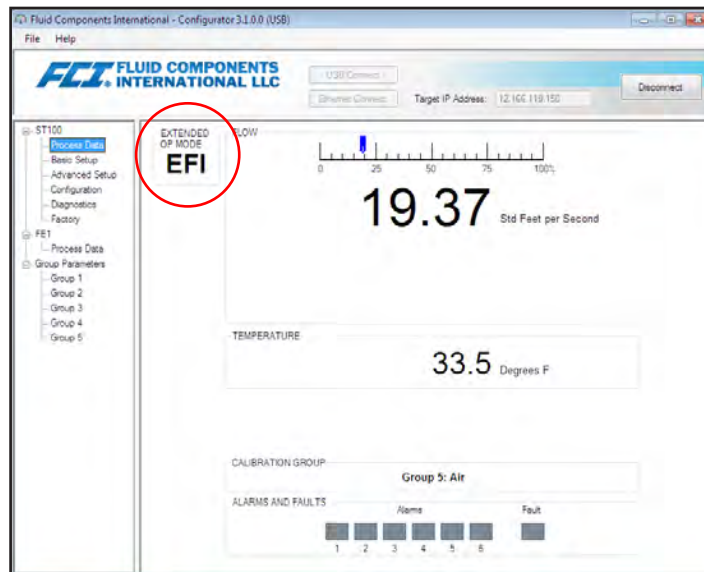 Fluid Components International - Configurator 3.1.0.0 (USB)
File Help
FCI. FLUID COMPONENTS
INTERNATIONAL LLC
USB Connect
Ethernet Connect
Target IP Address:
Disconnect
ST100
Process Data
Basic Setup
Advanced Setup
Configuration
Diagnostics
Factory
FE1
Process Data
Group Parameters
Group 1
Group 2
Group 3
Group 4
Group 5
EXTENDED
OP MODE
EFI
FLOW
0 25 50 75 100%
19.37 Std Feet per Second
TEMPERATURE
33.5 Degrees F
CALIBRATION GROUP
Group 5: Air
ALARMS AND FAULTS
Alarms Fault
1 2 3 4 5 6